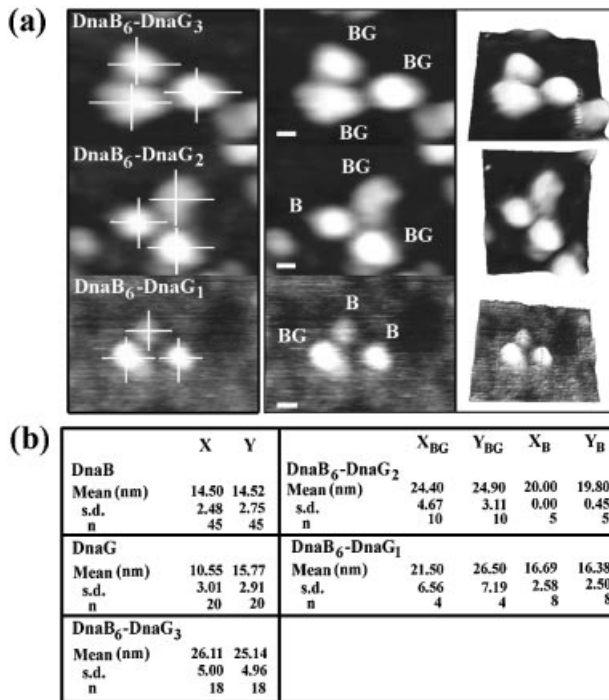 (a)
DnaB6-DnaG3
BG
BG
BG
DnaB6-DnaG2
BG
B
BG
DnaB6-DnaG1
B
BG
B
(b)
X Y
DnaB
Mean (nm) 14.50 14.52
s.d. 2.48 2.75
n 45 45
XBG YBG XB YB
DnaB6-DnaG2
Mean (nm) 24.40 24.90 20.00 19.80
s.d. 4.67 3.11 0.00 0.45
n 10 10 5 5
DnaG
Mean (nm) 10.55 15.77
s.d. 3.01 2.91
n 20 20
DnaB6-DnaG1
Mean (nm) 21.50 26.50 16.69 16.38
s.d. 6.56 7.19 2.58 2.50
n 4 4 8 8
DnaB6-DnaG3
Mean (nm) 26.11 25.14
s.d. 5.00 4.96
n 18 18